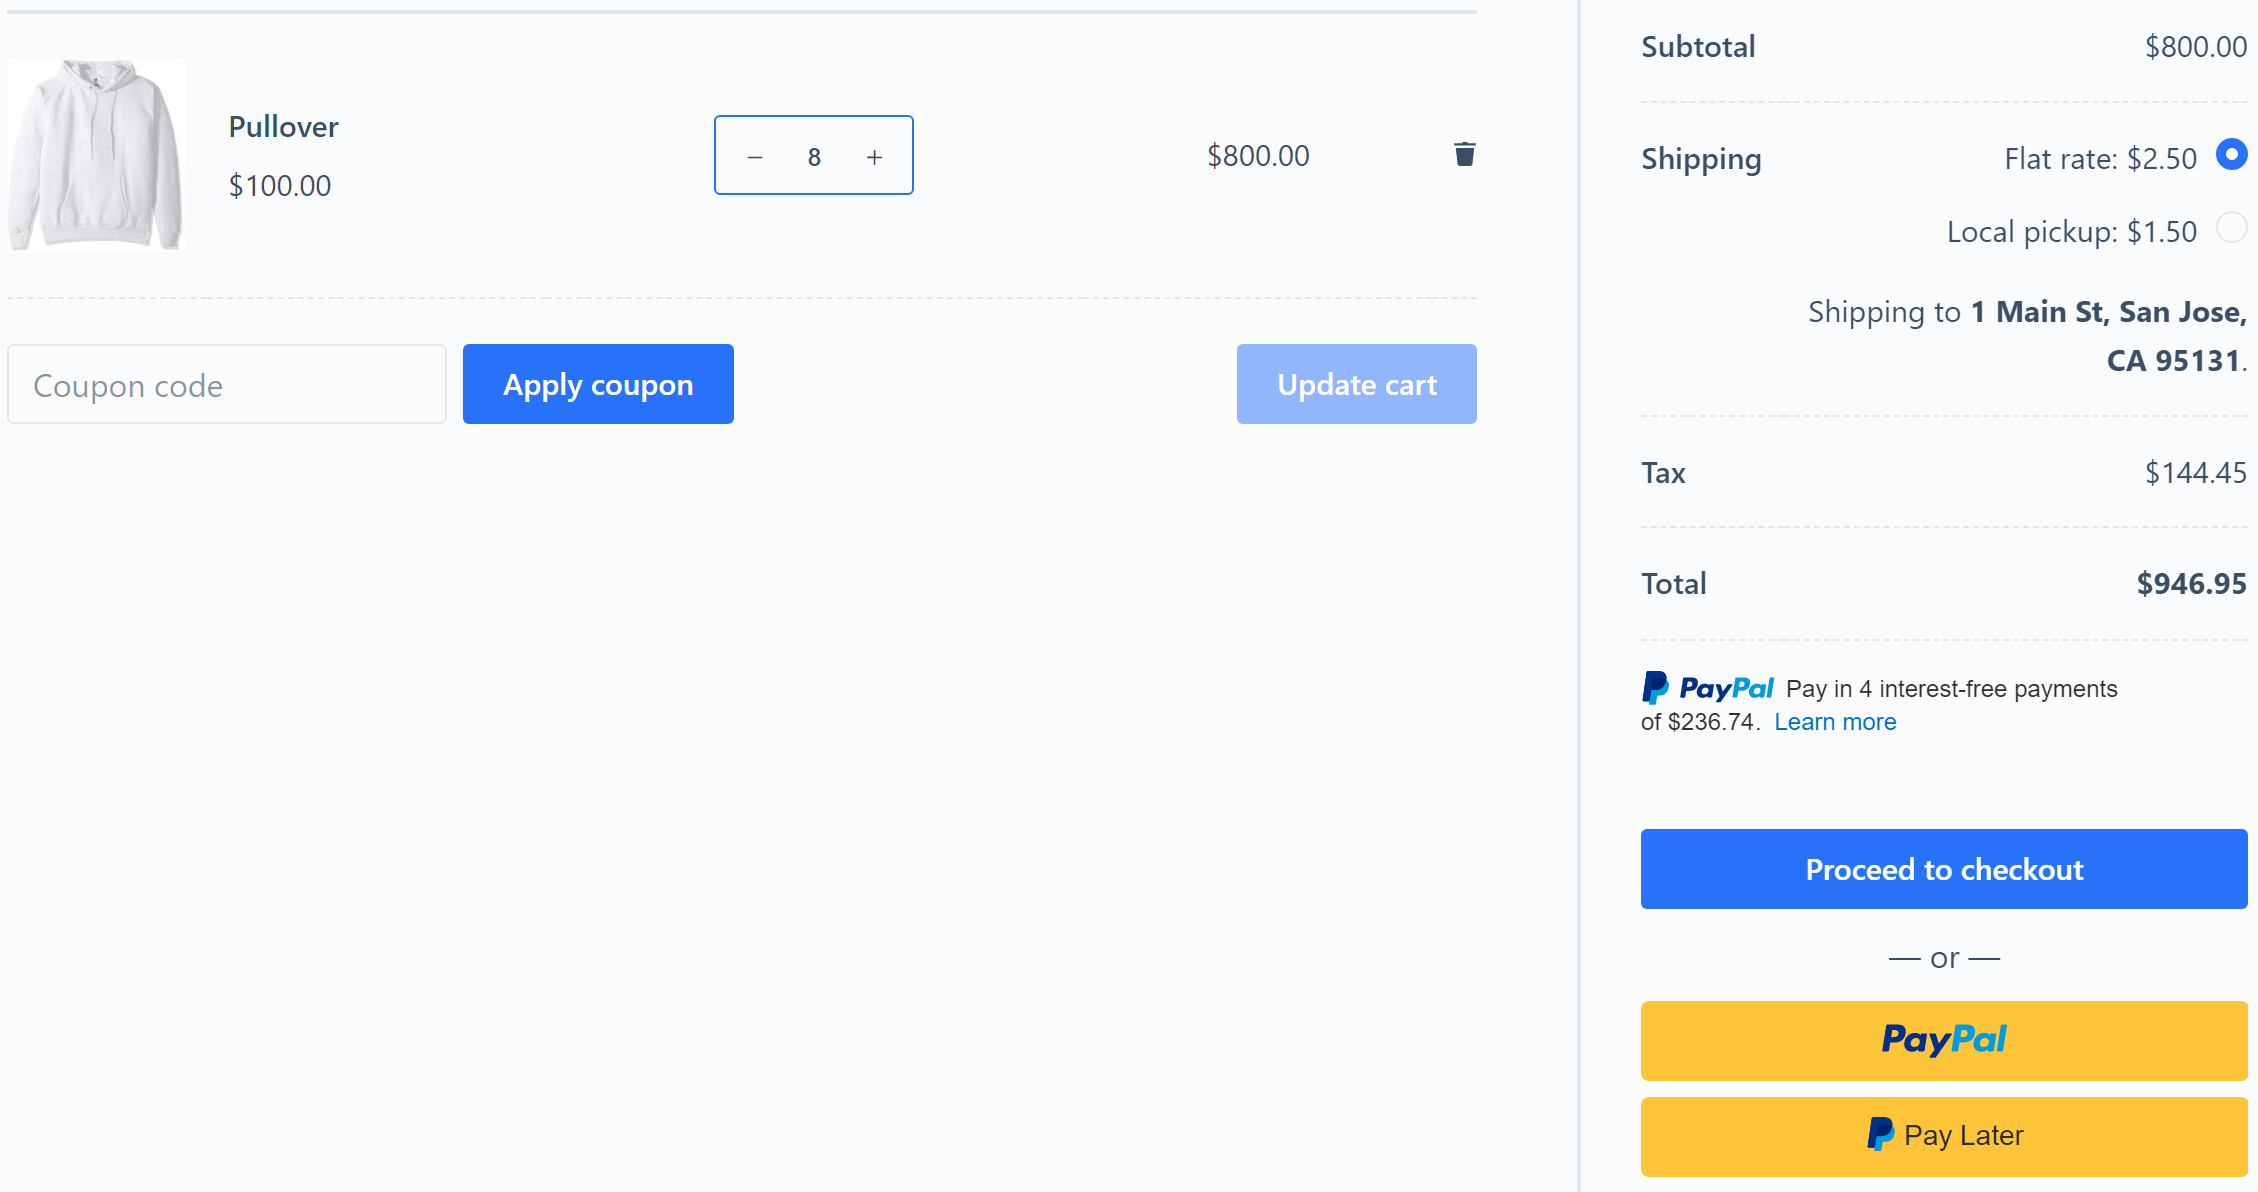 Pullover
$100.00
− 8 +
$800.00
Coupon code
Apply coupon
Update cart
Subtotal $800.00
Shipping Flat rate: $2.50
Local pickup: $1.50
Shipping to 1 Main St, San Jose,
CA 95131.
Tax $144.45
Total $946.95
PayPal Pay in 4 interest-free payments
of $236.74. Learn more
Proceed to checkout
— or —
PayPal
Pay Later